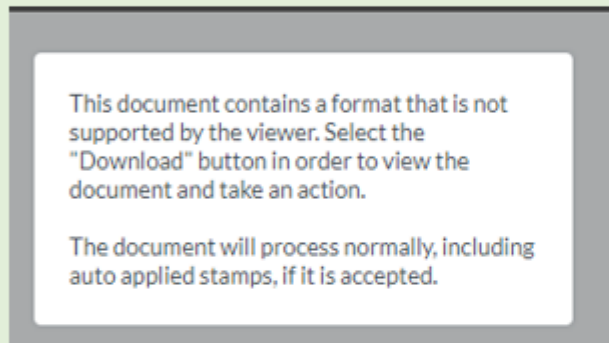 This document contains a format that is not
supported by the viewer. Select the
"Download" button in order to view the
document and take an action.
The document will process normally, including
auto applied stamps, if it is accepted.